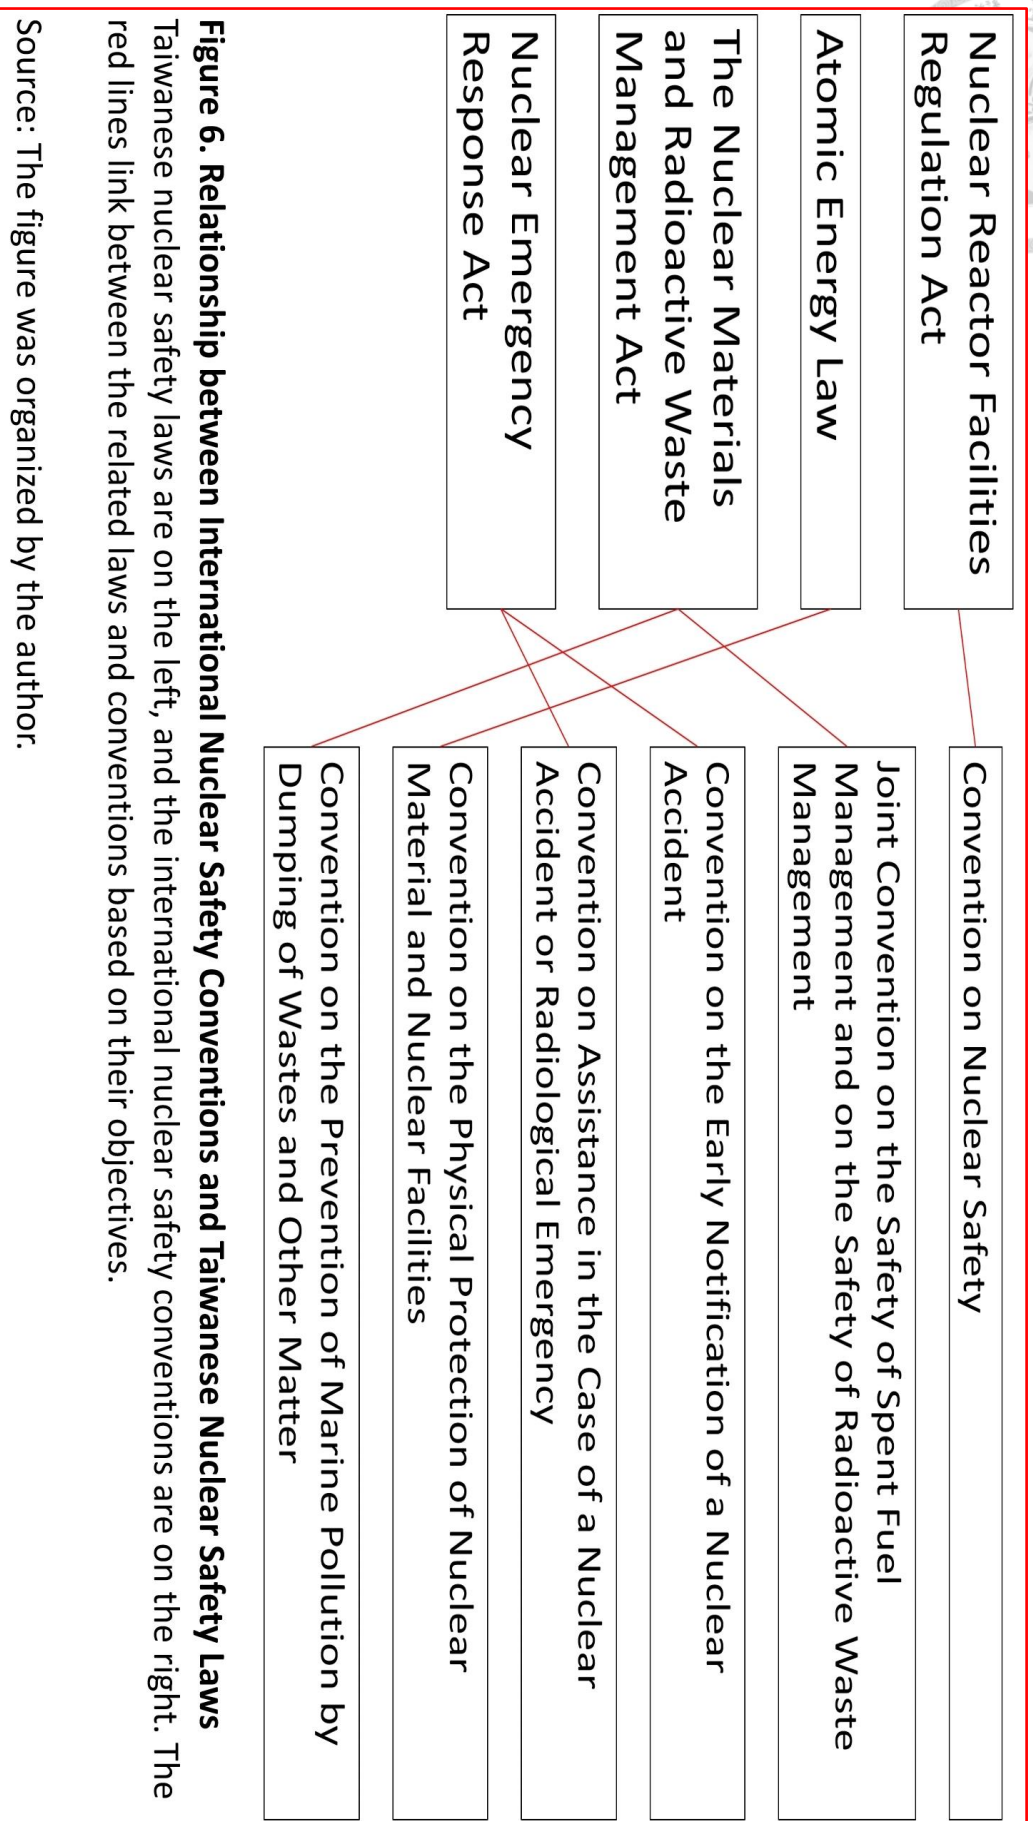 Nuclear Reactor Facilities
Regulation Act
Atomic Energy Law
The Nuclear Materials
and Radioactive Waste
Management Act
Nuclear Emergency
Response Act
Convention on Nuclear Safety
Joint Convention on the Safety of Spent Fuel
Management and on the Safety of Radioactive Waste
Management
Convention on the Early Notification of a Nuclear
Accident
Convention on Assistance in the Case of a Nuclear
Accident or Radiological Emergency
Convention on the Physical Protection of Nuclear
Material and Nuclear Facilities
Convention on the Prevention of Marine Pollution by
Dumping of Wastes and Other Matter
Figure 6. Relationship between International Nuclear Safety Conventions and Taiwanese Nuclear Safety Laws
Taiwanese nuclear safety laws are on the left, and the international nuclear safety conventions are on the right. The
red lines link between the related laws and conventions based on their objectives.
Source: The figure was organized by the author.